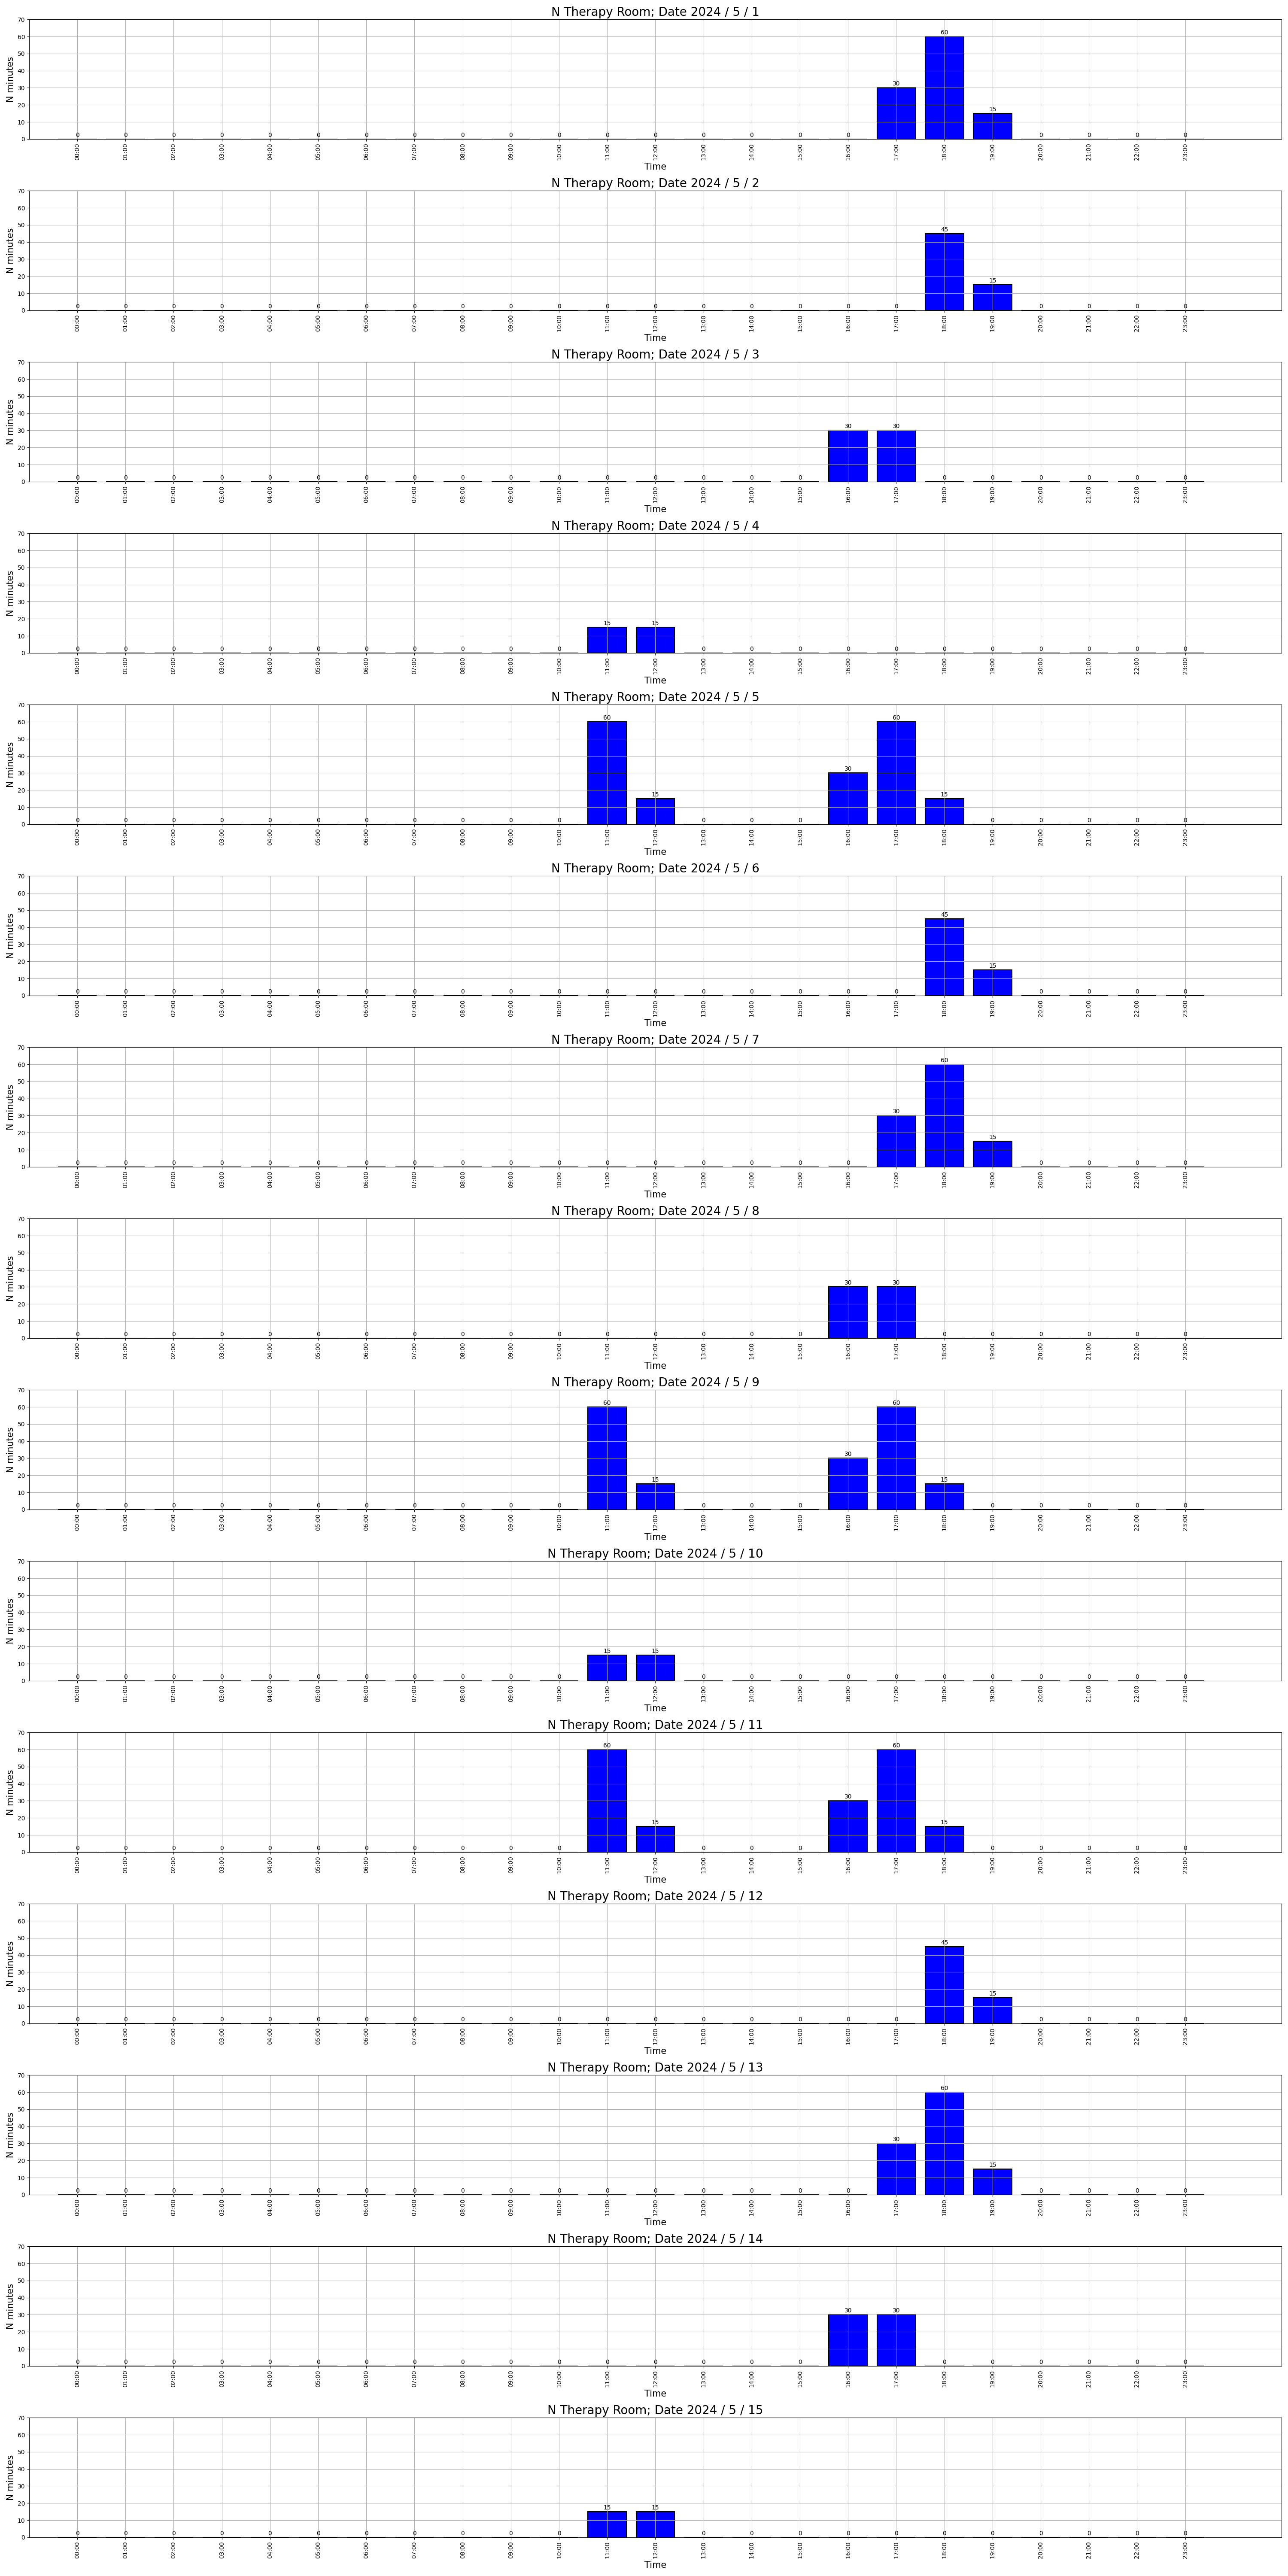 N Therapy Room; Date 2024 / 5 / 1
N minutes
70 60 50 40 30 20 10 0
0 0 0 0 0 0 0 0 0 0 0 0 0 0 0 0 0 30 60 15 0 0 0 0
00:00 01:00 02:00 03:00 04:00 05:00 06:00 07:00 08:00 09:00 10:00 11:00 12:00 13:00 14:00 15:00 16:00 17:00 18:00 19:00 20:00 21:00 22:00 23:00
Time
N Therapy Room; Date 2024 / 5 / 2
N minutes
70 60 50 40 30 20 10 0
0 0 0 0 0 0 0 0 0 0 0 0 0 0 0 0 0 0 45 15 0 0 0 0
00:00 01:00 02:00 03:00 04:00 05:00 06:00 07:00 08:00 09:00 10:00 11:00 12:00 13:00 14:00 15:00 16:00 17:00 18:00 19:00 20:00 21:00 22:00 23:00
Time
N Therapy Room; Date 2024 / 5 / 3
N minutes
70 60 50 40 30 20 10 0
0 0 0 0 0 0 0 0 0 0 0 0 0 0 0 0 30 30 0 0 0 0 0 0
00:00 01:00 02:00 03:00 04:00 05:00 06:00 07:00 08:00 09:00 10:00 11:00 12:00 13:00 14:00 15:00 16:00 17:00 18:00 19:00 20:00 21:00 22:00 23:00
Time
N Therapy Room; Date 2024 / 5 / 4
N minutes
70 60 50 40 30 20 10 0
0 0 0 0 0 0 0 0 0 0 0 15 15 0 0 0 0 0 0 0 0 0 0 0
00:00 01:00 02:00 03:00 04:00 05:00 06:00 07:00 08:00 09:00 10:00 11:00 12:00 13:00 14:00 15:00 16:00 17:00 18:00 19:00 20:00 21:00 22:00 23:00
Time
N Therapy Room; Date 2024 / 5 / 5
N minutes
70 60 50 40 30 20 10 0
0 0 0 0 0 0 0 0 0 0 0 60 15 0 0 0 30 60 15 0 0 0 0 0
00:00 01:00 02:00 03:00 04:00 05:00 06:00 07:00 08:00 09:00 10:00 11:00 12:00 13:00 14:00 15:00 16:00 17:00 18:00 19:00 20:00 21:00 22:00 23:00
Time
N Therapy Room; Date 2024 / 5 / 6
N minutes
70 60 50 40 30 20 10 0
0 0 0 0 0 0 0 0 0 0 0 0 0 0 0 0 0 0 45 15 0 0 0 0
00:00 01:00 02:00 03:00 04:00 05:00 06:00 07:00 08:00 09:00 10:00 11:00 12:00 13:00 14:00 15:00 16:00 17:00 18:00 19:00 20:00 21:00 22:00 23:00
Time
N Therapy Room; Date 2024 / 5 / 7
N minutes
70 60 50 40 30 20 10 0
0 0 0 0 0 0 0 0 0 0 0 0 0 0 0 0 0 30 60 15 0 0 0 0
00:00 01:00 02:00 03:00 04:00 05:00 06:00 07:00 08:00 09:00 10:00 11:00 12:00 13:00 14:00 15:00 16:00 17:00 18:00 19:00 20:00 21:00 22:00 23:00
Time
N Therapy Room; Date 2024 / 5 / 8
N minutes
70 60 50 40 30 20 10 0
0 0 0 0 0 0 0 0 0 0 0 0 0 0 0 0 30 30 0 0 0 0 0 0
00:00 01:00 02:00 03:00 04:00 05:00 06:00 07:00 08:00 09:00 10:00 11:00 12:00 13:00 14:00 15:00 16:00 17:00 18:00 19:00 20:00 21:00 22:00 23:00
Time
N Therapy Room; Date 2024 / 5 / 9
N minutes
70 60 50 40 30 20 10 0
0 0 0 0 0 0 0 0 0 0 0 60 15 0 0 0 30 60 15 0 0 0 0 0
00:00 01:00 02:00 03:00 04:00 05:00 06:00 07:00 08:00 09:00 10:00 11:00 12:00 13:00 14:00 15:00 16:00 17:00 18:00 19:00 20:00 21:00 22:00 23:00
Time
N Therapy Room; Date 2024 / 5 / 10
N minutes
70 60 50 40 30 20 10 0
0 0 0 0 0 0 0 0 0 0 0 15 15 0 0 0 0 0 0 0 0 0 0 0
00:00 01:00 02:00 03:00 04:00 05:00 06:00 07:00 08:00 09:00 10:00 11:00 12:00 13:00 14:00 15:00 16:00 17:00 18:00 19:00 20:00 21:00 22:00 23:00
Time
N Therapy Room; Date 2024 / 5 / 11
N minutes
70 60 50 40 30 20 10 0
0 0 0 0 0 0 0 0 0 0 0 60 15 0 0 0 30 60 15 0 0 0 0 0
00:00 01:00 02:00 03:00 04:00 05:00 06:00 07:00 08:00 09:00 10:00 11:00 12:00 13:00 14:00 15:00 16:00 17:00 18:00 19:00 20:00 21:00 22:00 23:00
Time
N Therapy Room; Date 2024 / 5 / 12
N minutes
70 60 50 40 30 20 10 0
0 0 0 0 0 0 0 0 0 0 0 0 0 0 0 0 0 0 45 15 0 0 0 0
00:00 01:00 02:00 03:00 04:00 05:00 06:00 07:00 08:00 09:00 10:00 11:00 12:00 13:00 14:00 15:00 16:00 17:00 18:00 19:00 20:00 21:00 22:00 23:00
Time
N Therapy Room; Date 2024 / 5 / 13
N minutes
70 60 50 40 30 20 10 0
0 0 0 0 0 0 0 0 0 0 0 0 0 0 0 0 0 30 60 15 0 0 0 0
00:00 01:00 02:00 03:00 04:00 05:00 06:00 07:00 08:00 09:00 10:00 11:00 12:00 13:00 14:00 15:00 16:00 17:00 18:00 19:00 20:00 21:00 22:00 23:00
Time
N Therapy Room; Date 2024 / 5 / 14
N minutes
70 60 50 40 30 20 10 0
0 0 0 0 0 0 0 0 0 0 0 0 0 0 0 0 30 30 0 0 0 0 0 0
00:00 01:00 02:00 03:00 04:00 05:00 06:00 07:00 08:00 09:00 10:00 11:00 12:00 13:00 14:00 15:00 16:00 17:00 18:00 19:00 20:00 21:00 22:00 23:00
Time
N Therapy Room; Date 2024 / 5 / 15
N minutes
70 60 50 40 30 20 10 0
0 0 0 0 0 0 0 0 0 0 0 15 15 0 0 0 0 0 0 0 0 0 0 0
00:00 01:00 02:00 03:00 04:00 05:00 06:00 07:00 08:00 09:00 10:00 11:00 12:00 13:00 14:00 15:00 16:00 17:00 18:00 19:00 20:00 21:00 22:00 23:00
Time